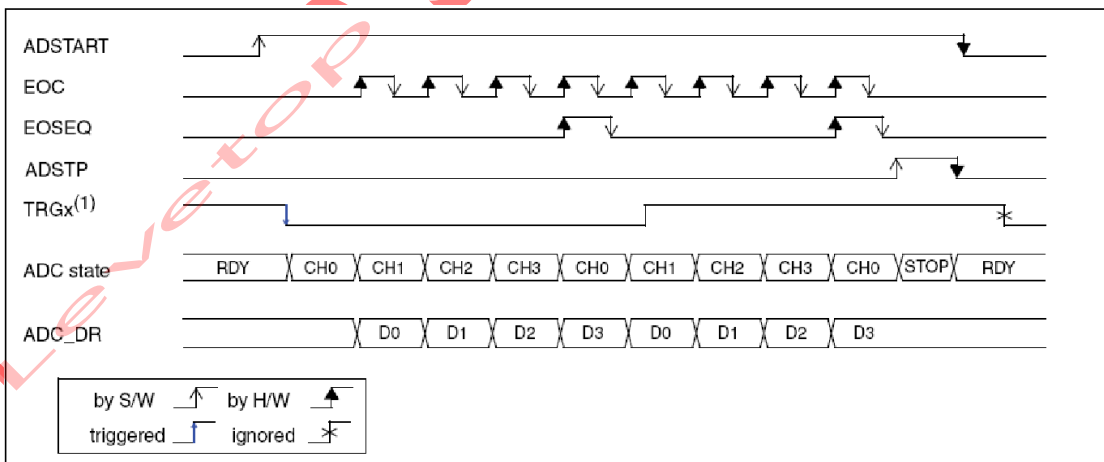 ADSTART
EOC
EOSEQ
ADSTP
TRGx(1)
ADC state RDY CH0 CH1 CH2 CH3 CH0 CH1 CH2 CH3 CH0 STOP RDY
ADC_DR D0 D1 D2 D3 D0 D1 D2 D3
by S/W by H/W
triggered ignored
Levetop